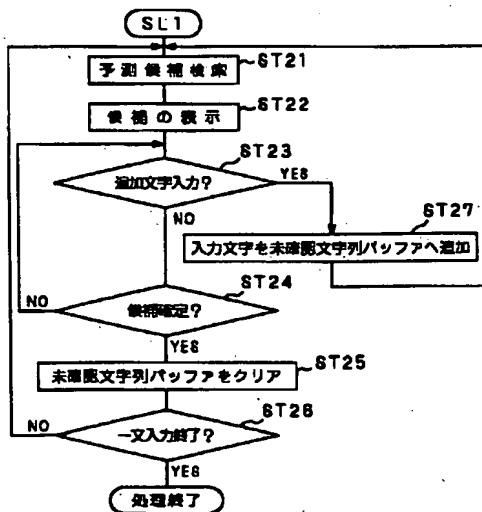 SL1
予測候補検索
ST21
候補の表示
ST22
追加文字入力?
ST23
YES
NO
入力文字を未確認文字列バッファへ追加
ST27
候補確定?
ST24
NO
YES
未確認文字列バッファをクリア
ST25
一文入力終了?
ST26
NO
YES
処理終了